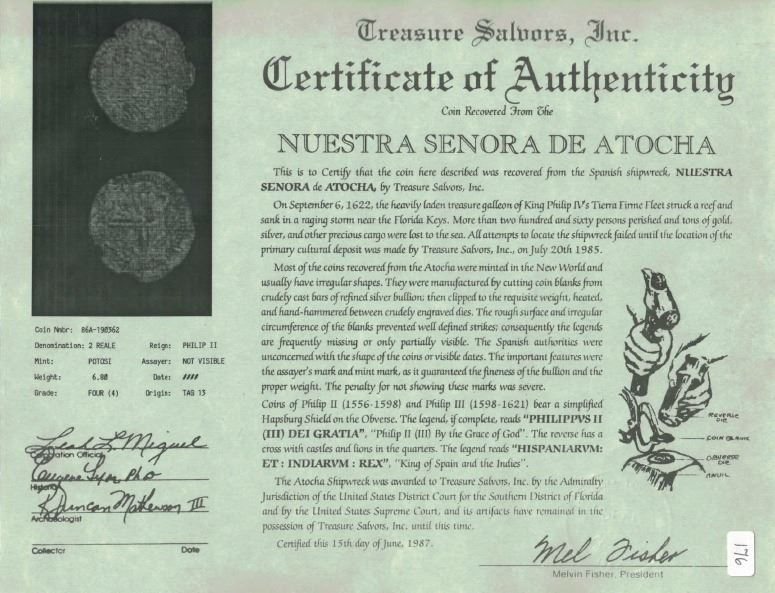 Treasure Salvors, Inc.
Certificate of Authenticity
Coin Recovered From The
NUESTRA SENORA DE ATOCHA
This is to Certify that the coin here described was recovered from the Spanish shipwreck, NUESTRA
SENORA de ATOCHA, by Treasure Salvors, Inc.
On September 6, 1622, the heavily laden treasure galleon of King Philip IV's Tierra Firme Fleet struck a reef and
sank in a raging storm near the Florida Keys. More than two hundred and sixty persons perished and tons of gold,
silver, and other precious cargo were lost to the sea. All attempts to locate the shipwreck failed until the location of the
primary cultural deposit was made by Treasure Salvors, Inc., on July 20th 1985.
Most of the coins recovered from the Atocha were minted in the New World and
usually have irregular shapes. They were manufactured by cutting coin blanks from
crudely cast bars of refined silver bullion; then clipped to the requisite weight, heated,
and hand-hammered between crudely engraved dies. The rough surface and irregular
circumference of the blanks prevented well defined strikes; consequently the legends
are frequently missing or only partially visible. The Spanish authorities were
unconcerned with the shape of the coins or visible dates. The important features were
the assayer's mark and mint mark, as it guaranteed the fineness of the bullion and the
proper weight. The penalty for not showing these marks was severe.
Coins of Philip II (1556-1598) and Philip III (1598-1621) bear a simplified
Hapsburg Shield on the Obverse. The legend, if complete, reads "PHILIPPVS II
(III) DEI GRATIA", "Philip II (III) By the Grace of God". The reverse has a
cross with castles and lions in the quarters. The legend reads "HISPANIARVM:
ET : INDIARVM : REX", "King of Spain and the Indies".
The Atocha Shipwreck was awarded to Treasure Salvors, Inc. by the Admiralty
Jurisdiction of the United States District Court for the Southern District of Florida
and by the United States Supreme Court, and its artifacts have remained in the
possession of Treasure Salvors, Inc. until this time.
Certified this 15th day of June, 1987.
Mel Fisher
Melvin Fisher, President
176
REVERSE DIE
COIN BLANK
OBVERSE DIE
ANVIL
Coin Nmbr: 86A-190362
Denomination: 2 REALE Reign: PHILIP II
Mint: POTOSI Assayer: NOT VISIBLE
Weight: 6.80 Date: ####
Grade: FOUR (4) Origin: TAG 13
Leah L. Miguel
Corporation Official
Eugene Lyon PhD
Historian
R Duncan Mathewson III
Archaeologist
Collector Date